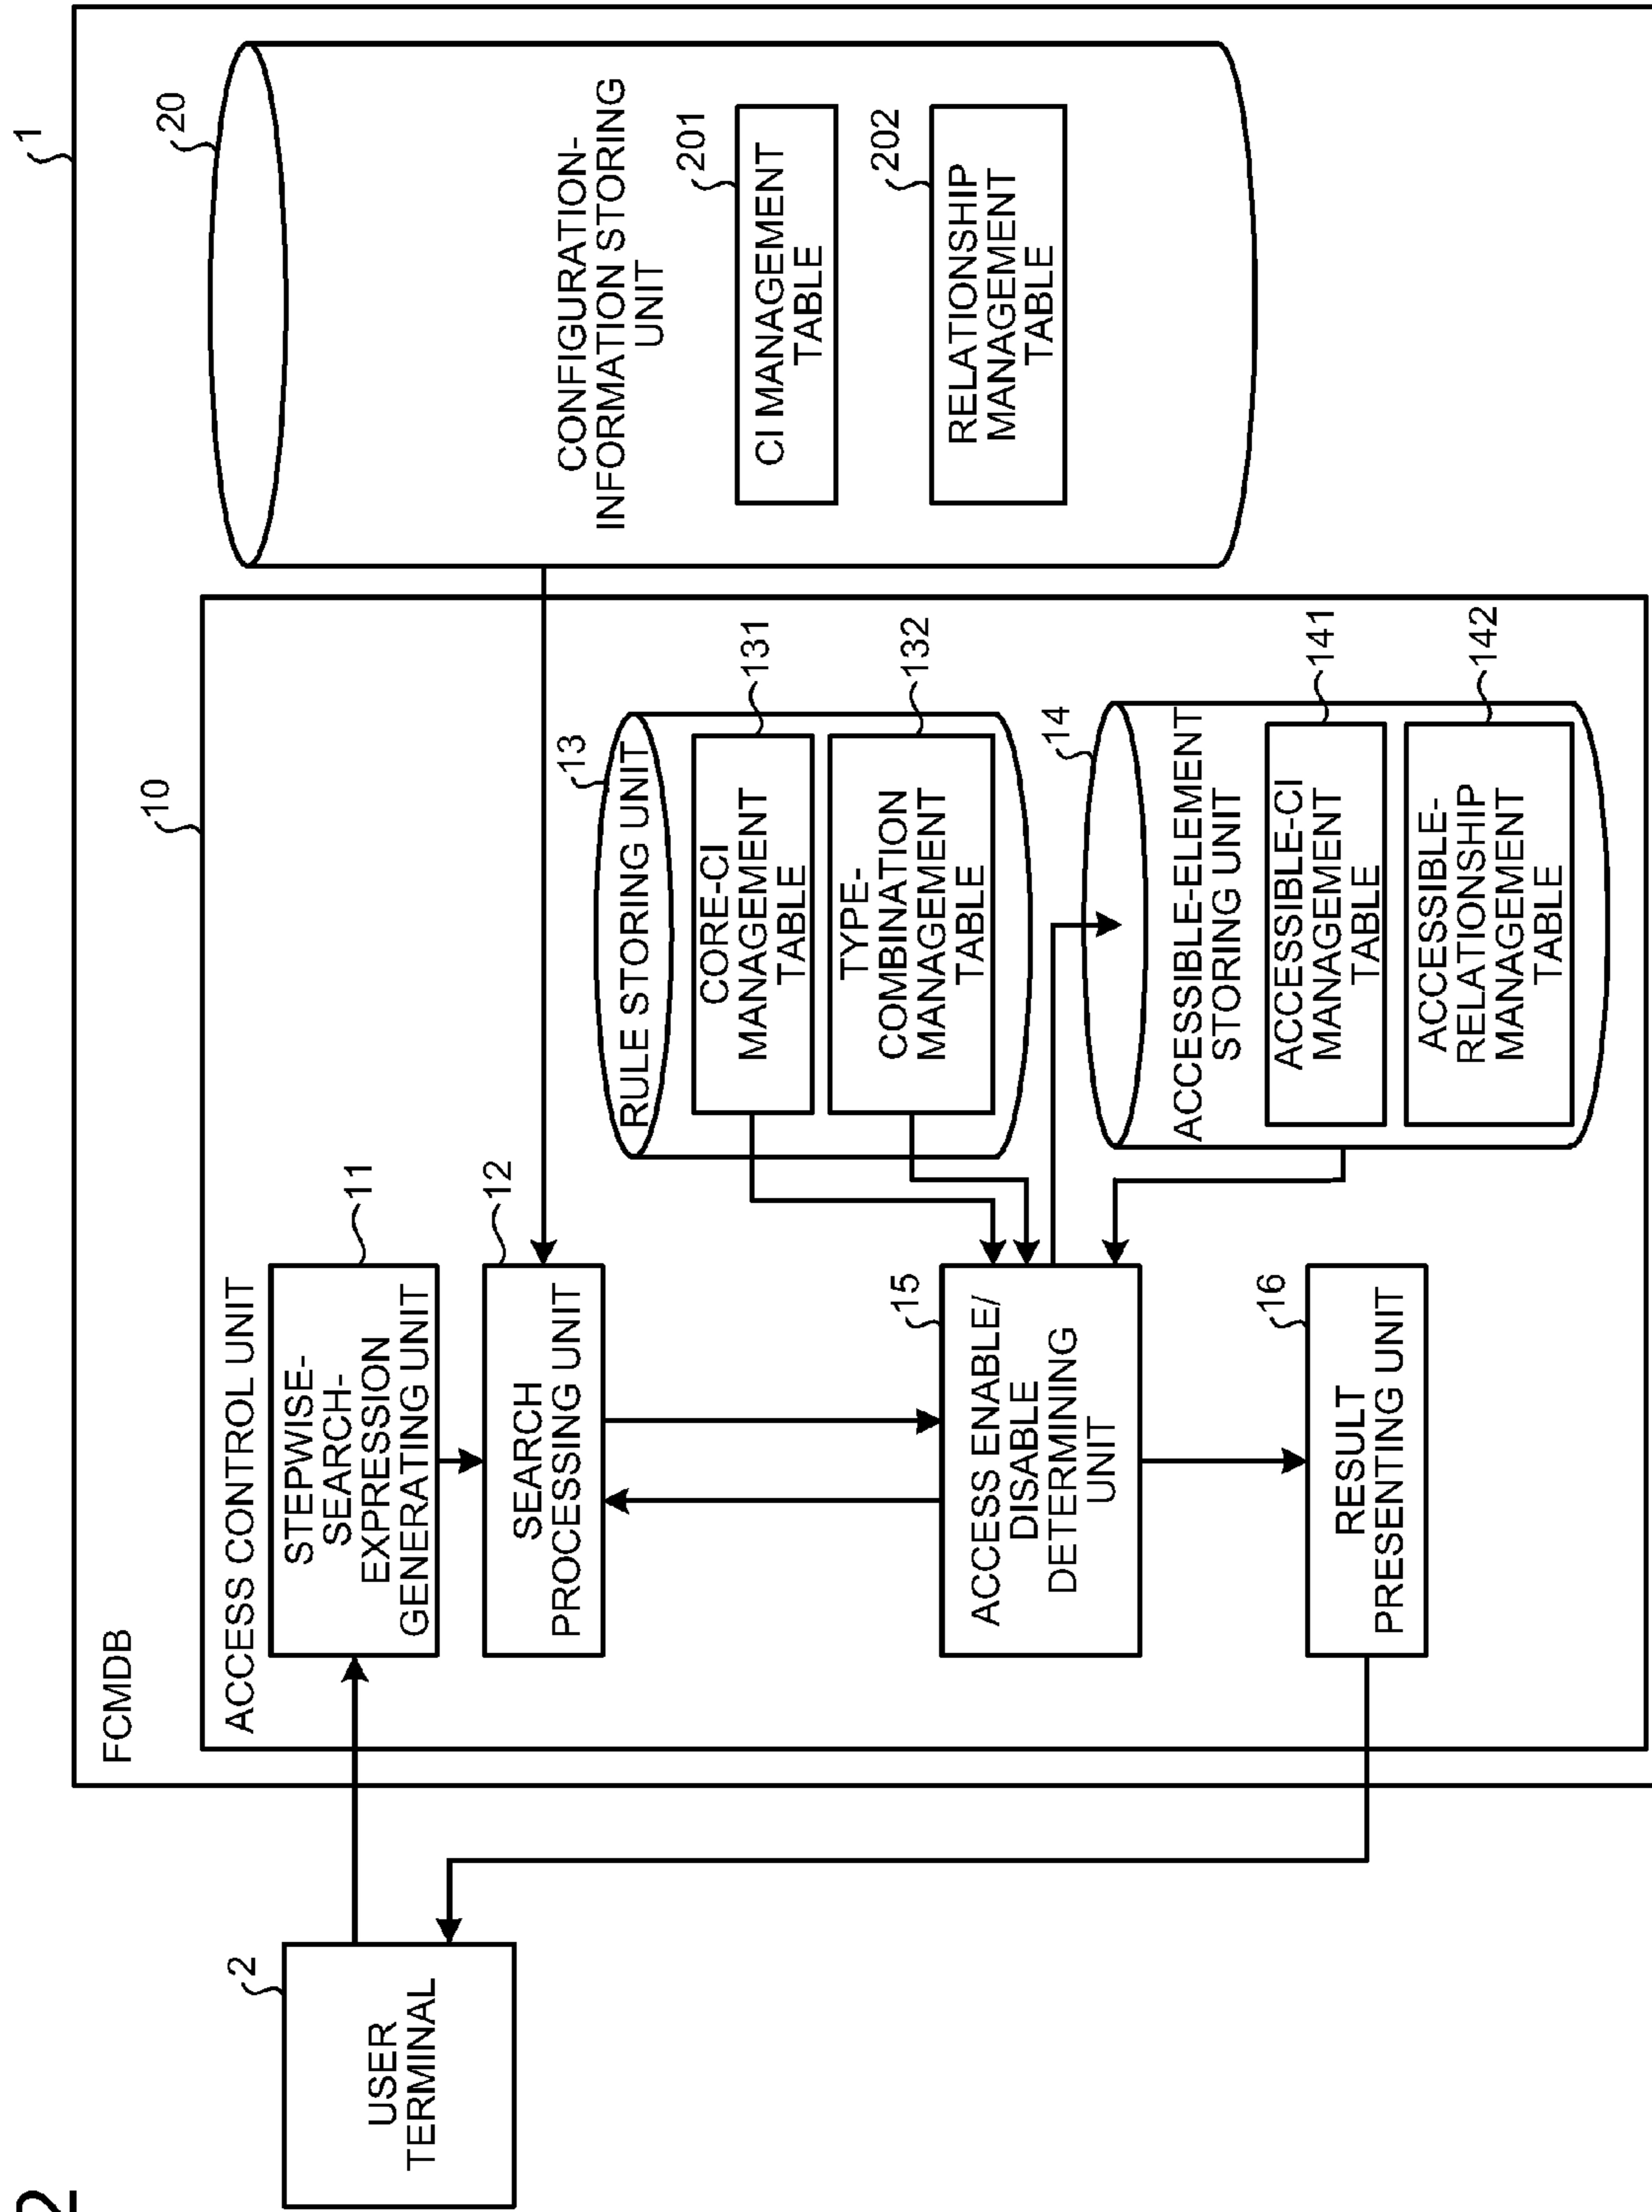 2
1
FCMDB
20
CONFIGURATION-
INFORMATION STORING
UNIT
201
CI MANAGEMENT
TABLE
202
RELATIONSHIP
MANAGEMENT
TABLE
10
ACCESS CONTROL UNIT
2
USER
TERMINAL
11
STEPWISE-
SEARCH-
EXPRESSION
GENERATING UNIT
12
SEARCH
PROCESSING UNIT
13
RULE STORING UNIT
131
CORE-CI
MANAGEMENT
TABLE
132
TYPE-
COMBINATION
MANAGEMENT
TABLE
15
ACCESS ENABLE/
DISABLE
DETERMINING
UNIT
14
ACCESSIBLE-ELEMENT
STORING UNIT
141
ACCESSIBLE-CI
MANAGEMENT
TABLE
142
ACCESSIBLE-
RELATIONSHIP
MANAGEMENT
TABLE
16
RESULT
PRESENTING UNIT